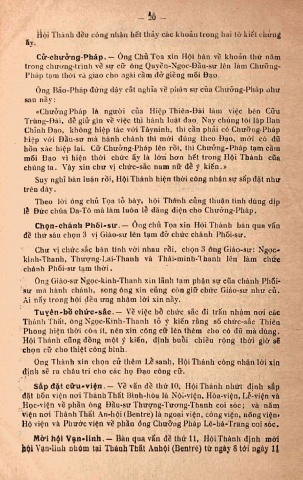 — 20 —
Hội Thánh đều công nhận hết thảy các khoản trong hai tờ kiết chứng
ấy.
Cử-chưởng-Pháp. — Ông Chủ Tọa xin Hội bàn về khoản thứ năm
trong chương-trình về sự cử ông Quyền-Ngọc-Đầu-sư lên làm Chưởng-
Pháp tạm thời và giao cho ngài cầm dở giềng mối Đạo.
Ông Bảo-Pháp đứng dậy cắt nghĩa về phận sự của Chưởng-Pháp như
sau nầy:
«Chưởng Pháp là người của Hiệp Thiên-Đài làm việc bên Cửu
Trùng-Đài, để giữ gìn về việc thi hành luật đạo. Nay chúng tôi lập Ban
Chỉnh Đạo, không hiệp tác với Tâyninh, thì cần phải có Chưởng-Pháp
hiệp với Đầu-sư mà hành chánh thì mới đúng theo Đạo, mới có đủ
hồn xác hiệp lai. Cử Chưởng-Pháp lên rồi, thì Chưởng-Pháp tạm cầm
mối Đạo vì hiện thời chức ấy là lớn hơn hết trong Hội Thánh của
chúng ta. Vậy xin chư vị chức-sắc nam nữ để ý kiến.»
Suy nghĩ bàn luận rồi, Hội Thánh hiện thời công nhận sự sắp đặt như
trên đây.
Theo lời ông chủ Tọa tỏ bày, hội Thánh cũng thuận tình dùng dịp
lễ Đức chúa Da-Tô mà làm luôn lễ đăng điện cho Chưởng-Pháp.
Chọn-chánh Phối-sư. — Ông chủ Tọa xin Hội Thánh bàn qua vấn
đề thứ sáu chọn 3 vị Giáo-sư lên tạm đỡ chức chánh Phối-sư.
Chư vị chức sắc bàn tính với nhau rồi, chọn 3 ông Giáo-sư: Ngọc-
kinh-Thanh, Thượng-Lai-Thanh và Thái-minh-Thanh lên làm chức chánh
Phối-sư tạm thời.
Ông Giáo-sư Ngọc-kinh-Thanh xin lãnh tạm phận sự của chánh Phối-
sư mà hành chánh, song ông xin cũng còn giữ chức Giáo-sư như củ.
Ai nấy trong hội đều ưng nhậm lời xin nầy.
Tuyên-bố chức-sắc. — Về việc bố chức sắc đi trấn nhậm nơi các
Thánh Thất, ông Ngọc-Kinh-Thanh tỏ ý kiến rằng số chức-sắc Thiên
Phong hiện thời còn ít, nên xin công cử lên thêm cho có đủ mà dùng.
Hội Thánh cũng đồng một ý kiến, định buổi chiều rộng thời giờ sẽ
chọn cử cho thiệt công bình.
Ông Thành xin chọn cử thêm Lễ sanh, Hội Thánh công nhận lời xin
định sẽ ra châu tri cho các họ Đạo công cử.
Sắp đặt cửu-viện. — Về vấn đề thứ 10, Hội Thánh nhứt định sắp
đặt bốn viện nơi Thánh Thất Bình-hòa là Nội-viện, Hòa-viện, Lễ-viện và
Học-viện về phần ông Đầu-sư Thượng-Tương-Thanh coi sóc; và năm
viện nơi Thánh Thất An-hội (Bentre) là ngoại viện, công viện, nông viện,
Hộ viện và Phước viện về phần ông Chưởng Pháp Lê-bá-Trang coi sóc.
Mời hội Vạn-linh. — Bàn qua vấn đề thứ 11, Hội Thánh định mời
hội Vạn-linh nhóm tại Thánh Thất Anhội (Bentre) từ ngày 8 tới ngày 11